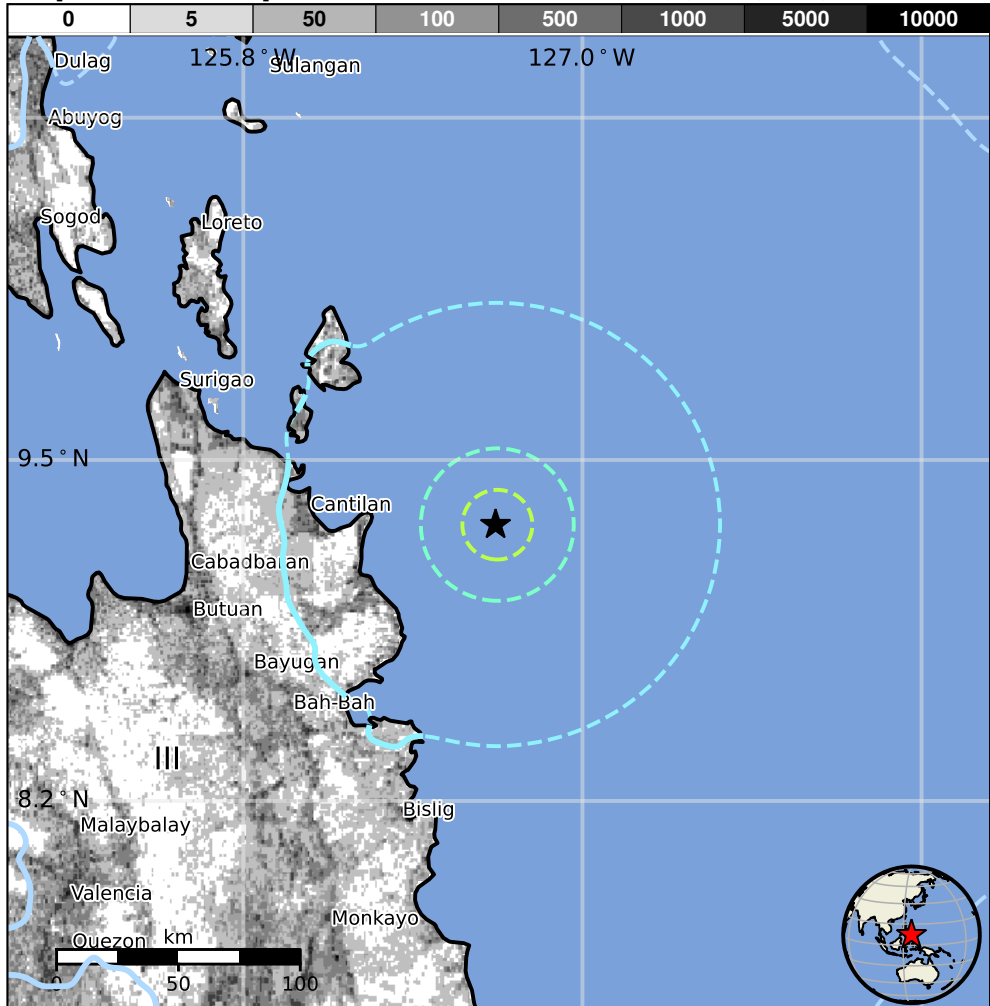 0 5 50 100 500 1000 5000 10000
125.8°W 127.0°W
Dulag
Sulangan
Abuyog
Sogod
Loreto
Surigao
9.5°N
Cantilan
Cabadbaran
Butuan
Bayugan
Bah-Bah
III
8.2°N
Bislig
Malaybalay
Valencia
Monkayo
Quezon
km
0 50 100